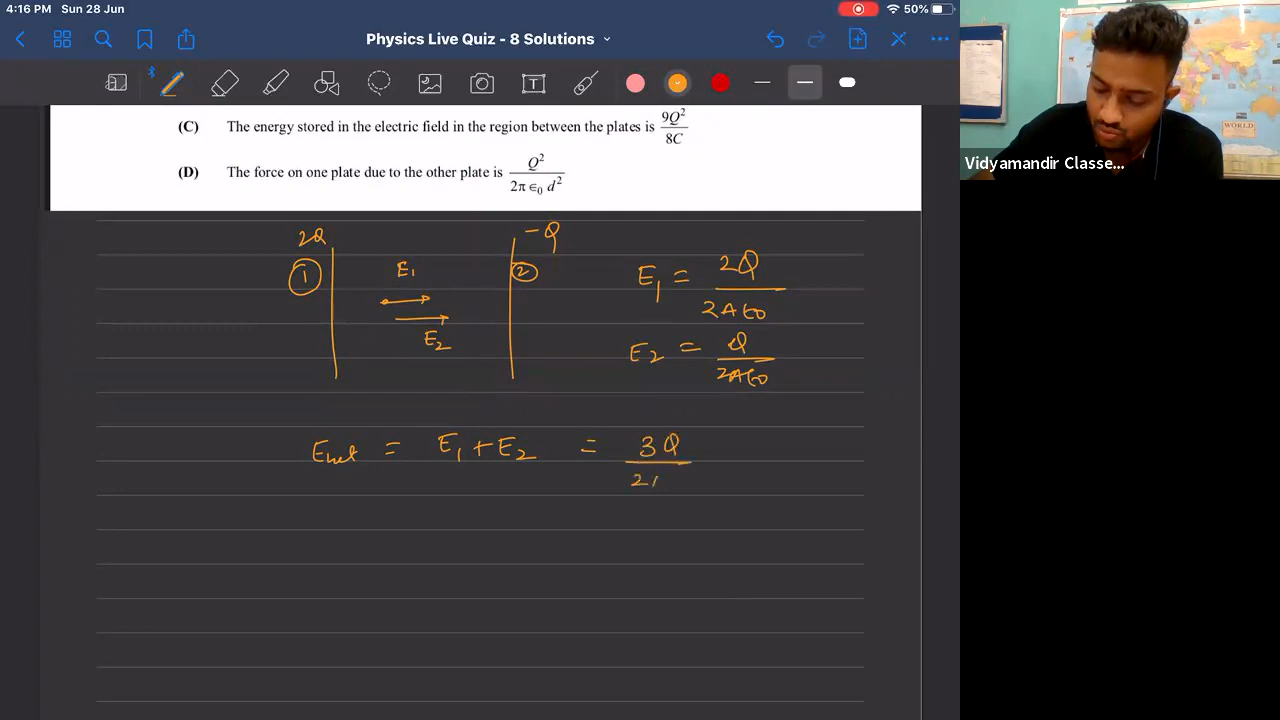 4:16 PM Sun 28 Jun 50%
Physics Live Quiz - 8 Solutions
(C) The energy stored in the electric field in the region between the plates is 9Q²/8C
(D) The force on one plate due to the other plate is Q²/2π ∈₀ d²
2Q -Q
1 E₁ 2
E₂
E₁ = 2Q/2A∈₀
E₂ = Q/2A∈₀
Enet = E₁ + E₂ = 3Q/2
WORLD
Vidyamandir Classe...